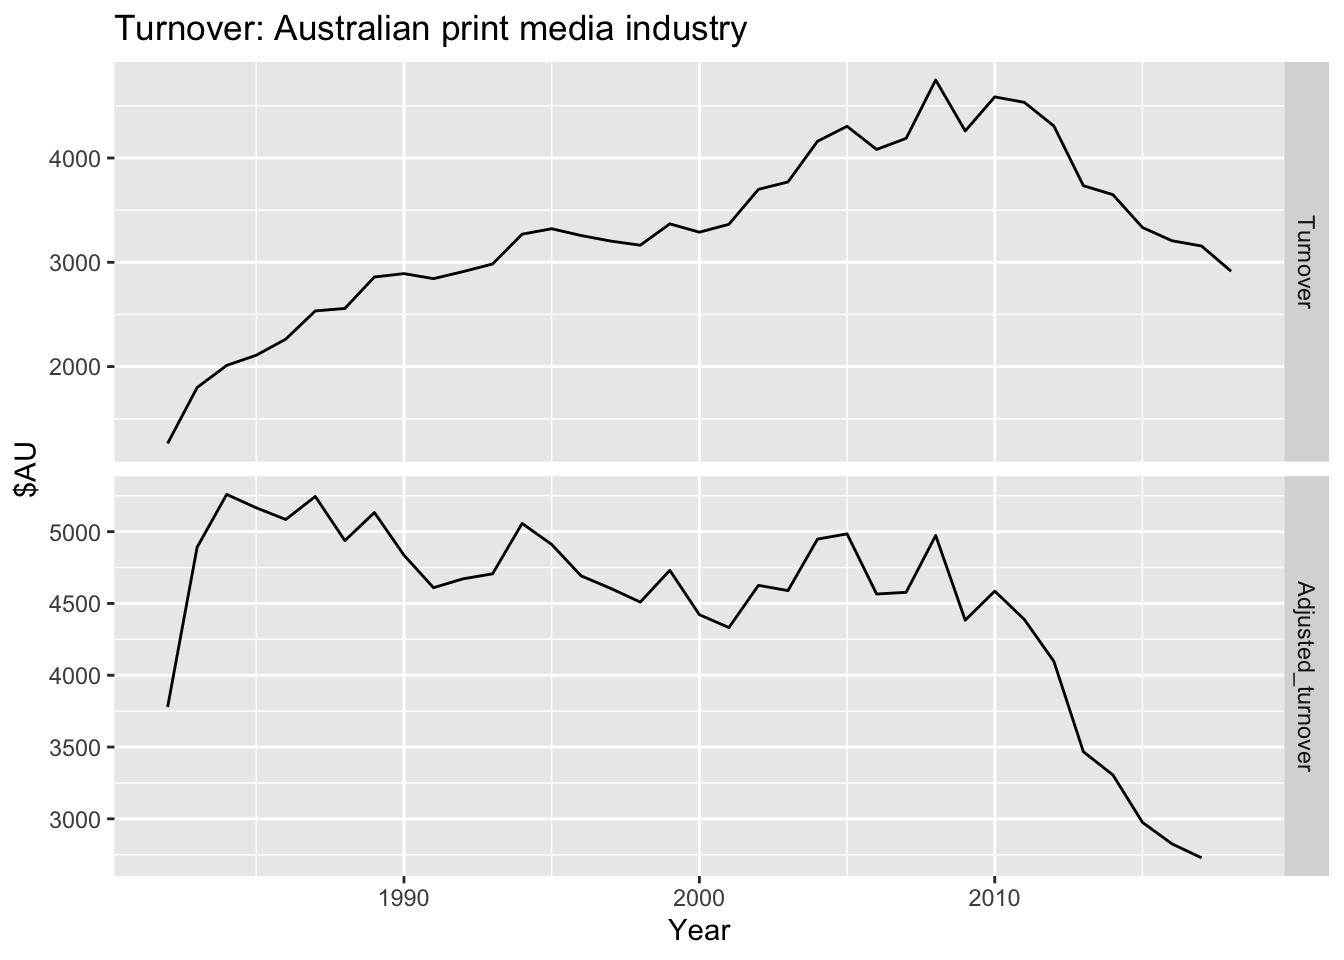 Turnover: Australian print media industry
4000
3000
2000
Turnover
$AU
5000
4500
4000
3500
3000
Adjusted_turnover
1990 2000 2010
Year